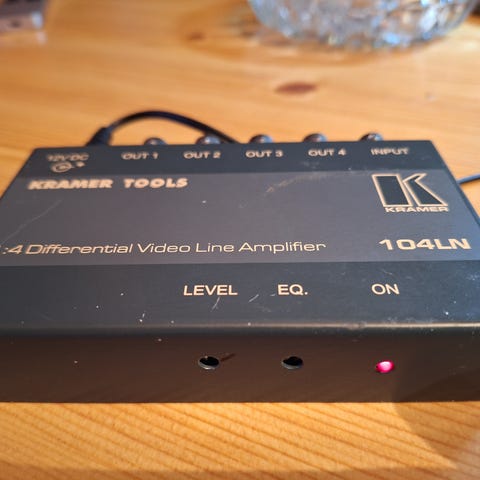 12V DC OUT 1 OUT 2 OUT 3 OUT 4 INPUT
KRAMER TOOLS
K
KRAMER
:4 Differential Video Line Amplifier 104LN
LEVEL EQ. ON